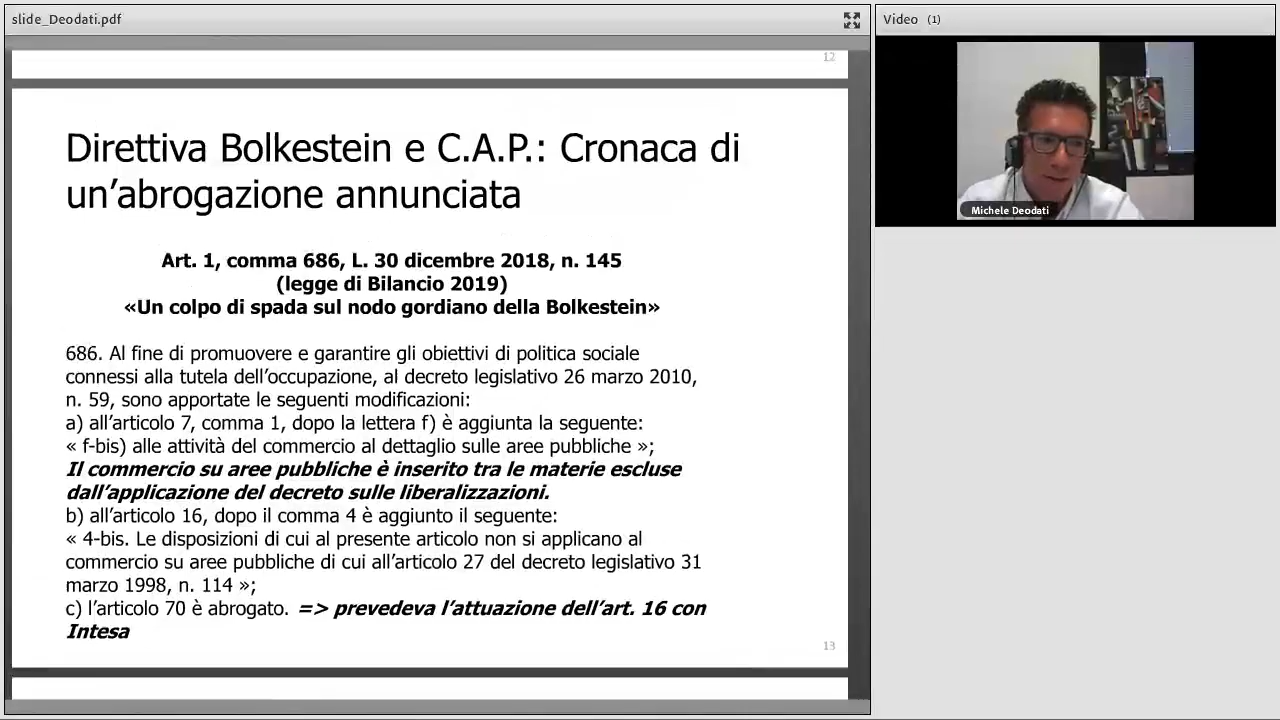 slide_Deodati.pdf
Video (1)
12
Direttiva Bolkestein e C.A.P.: Cronaca di
un'abrogazione annunciata
Art. 1, comma 686, L. 30 dicembre 2018, n. 145
(legge di Bilancio 2019)
«Un colpo di spada sul nodo gordiano della Bolkestein»
686. Al fine di promuovere e garantire gli obiettivi di politica sociale
connessi alla tutela dell'occupazione, al decreto legislativo 26 marzo 2010,
n. 59, sono apportate le seguenti modificazioni:
a) all'articolo 7, comma 1, dopo la lettera f) è aggiunta la seguente:
« f-bis) alle attività del commercio al dettaglio sulle aree pubbliche »;
Il commercio su aree pubbliche è inserito tra le materie escluse
dall'applicazione del decreto sulle liberalizzazioni.
b) all'articolo 16, dopo il comma 4 è aggiunto il seguente:
« 4-bis. Le disposizioni di cui al presente articolo non si applicano al
commercio su aree pubbliche di cui all'articolo 27 del decreto legislativo 31
marzo 1998, n. 114 »;
c) l'articolo 70 è abrogato. => prevedeva l'attuazione dell'art. 16 con
Intesa
13
Michele Deodati